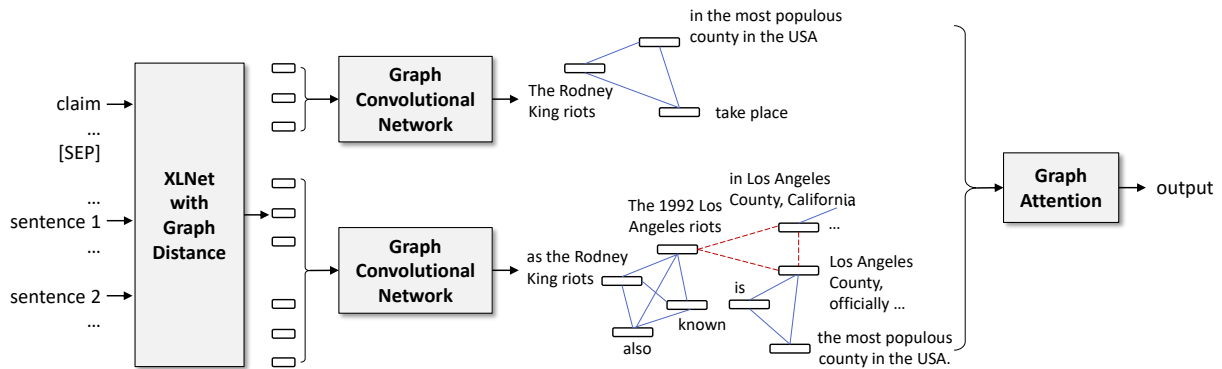 claim
...
[SEP]
...
sentence 1
...
sentence 2
...
XLNet
with
Graph
Distance
Graph
Convolutional
Network
The Rodney
King riots
in the most populous
county in the USA
take place
Graph
Convolutional
Network
as the Rodney
King riots
The 1992 Los
Angeles riots
also
known
in Los Angeles
County, California
...
Los Angeles
County,
officially ...
is
the most populous
county in the USA.
Graph
Attention
output